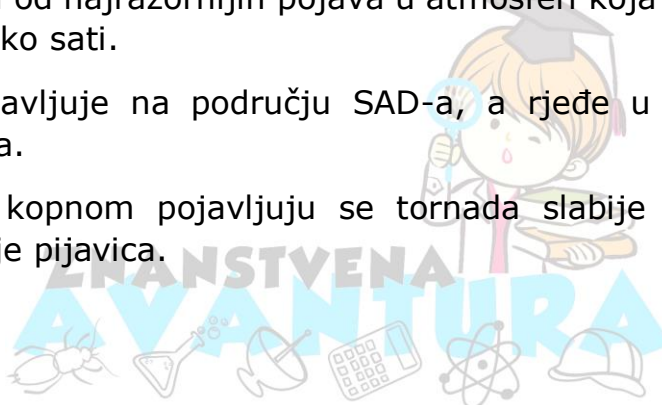 od najrazornijih pojava u atmosferi koja
ko sati.
avljuje na području SAD-a, a rjeđe u
a.
kopnom pojavljuju se tornada slabije
je pijavica.
ZNANSTVENA
AVANTURA